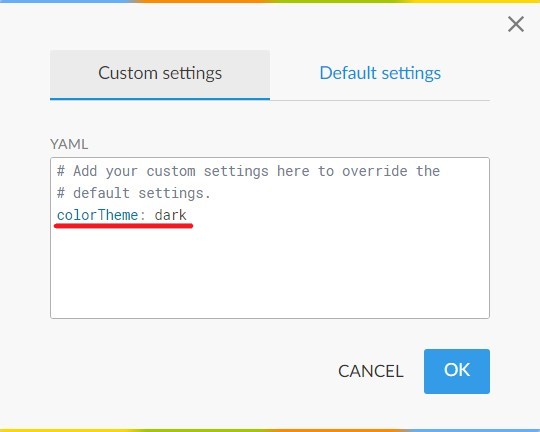 Custom settings
Default settings
YAML
# Add your custom settings here to override the
# default settings.
colorTheme: dark
CANCEL
OK